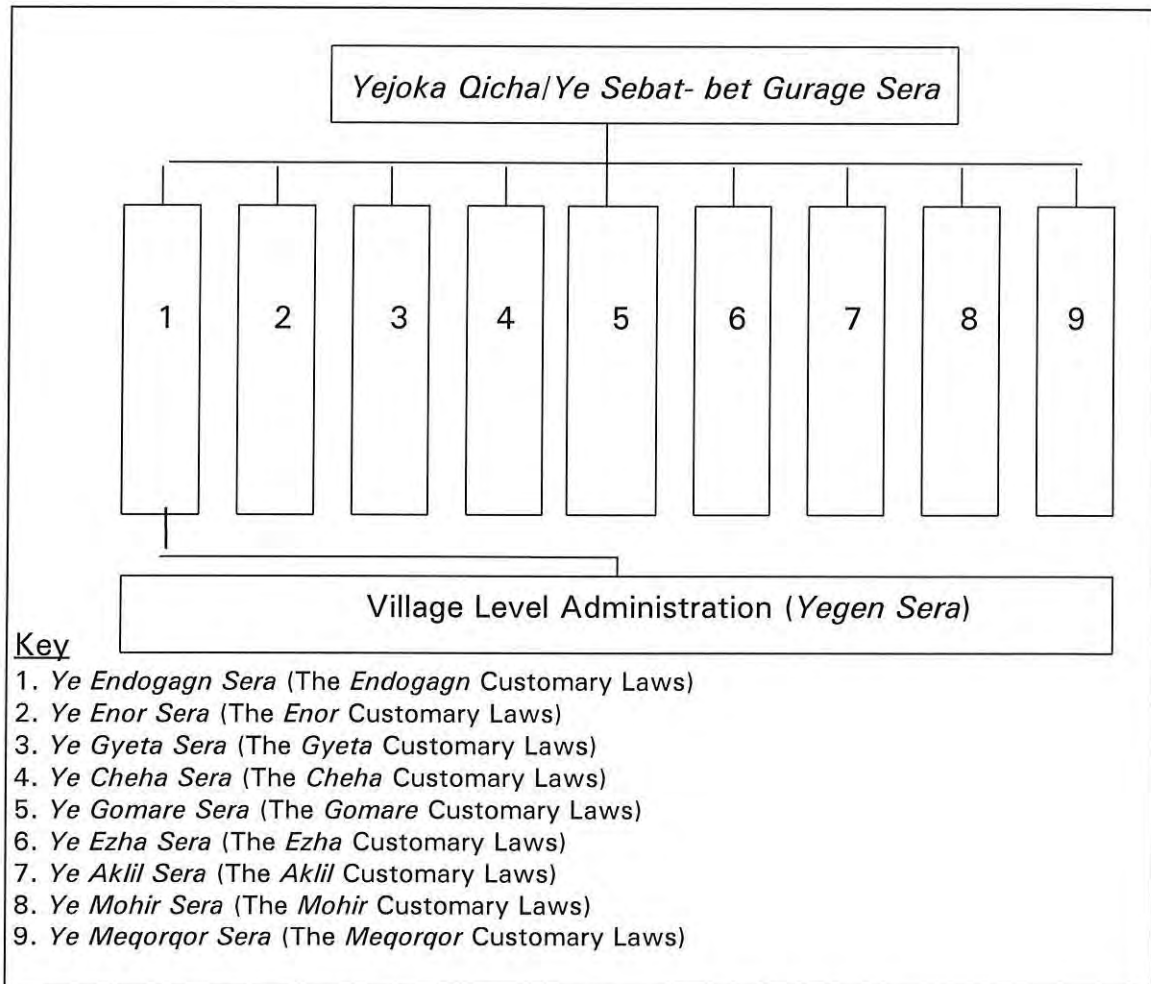 Yejoka Qicha/Ye Sebat- bet Gurage Sera
1 2 3 4 5 6 7 8 9
Village Level Administration (Yegen Sera)
Key
1. Ye Endogagn Sera (The Endogagn Customary Laws)
2. Ye Enor Sera (The Enor Customary Laws)
3. Ye Gyeta Sera (The Gyeta Customary Laws)
4. Ye Cheha Sera (The Cheha Customary Laws)
5. Ye Gomare Sera (The Gomare Customary Laws)
6. Ye Ezha Sera (The Ezha Customary Laws)
7. Ye Aklil Sera (The Aklil Customary Laws)
8. Ye Mohir Sera (The Mohir Customary Laws)
9. Ye Meqorqor Sera (The Meqorqor Customary Laws)